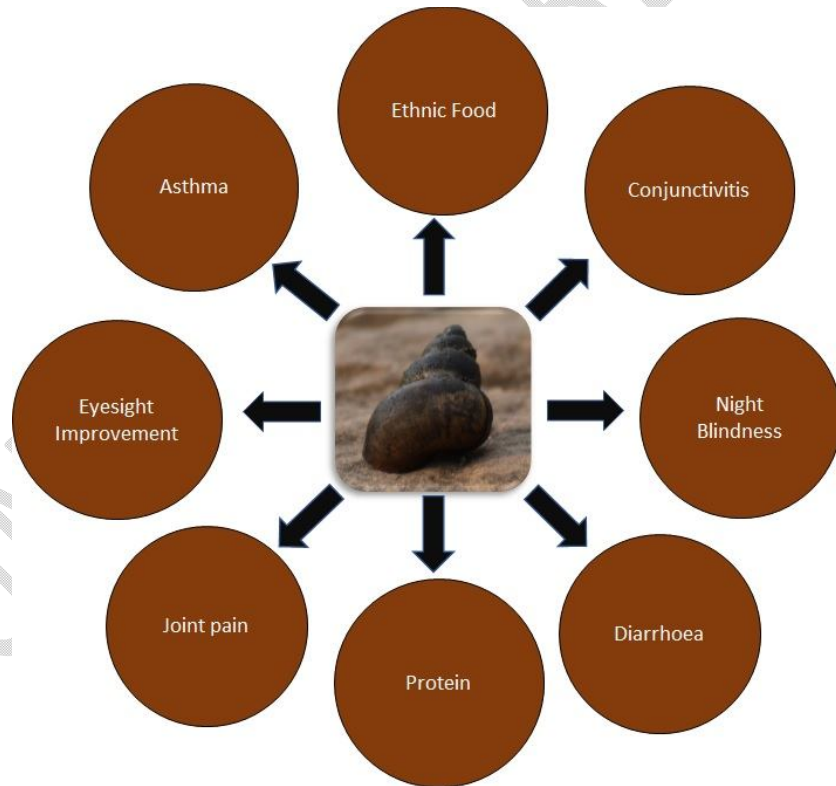 Ethnic Food
Asthma
Conjunctivitis
Eyesight
Improvement
Night
Blindness
Joint pain
Diarrhoea
Protein